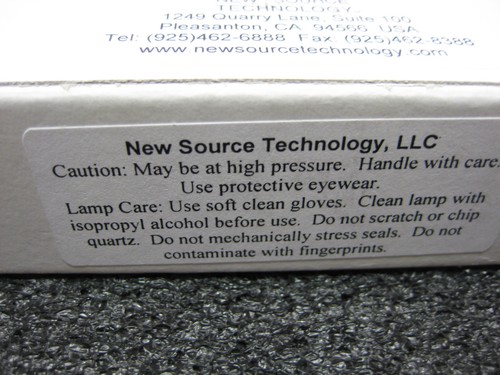 NEW SOURCE
TECHNOLOGY
1249 Quarry Lane, Suite 100
Pleasanton, CA 94566 USA
Tel: (925)462-6888 Fax: (925)462-8388
www.newsourcetechnology.com
New Source Technology, LLC
Caution: May be at high pressure. Handle with care.
Use protective eyewear.
Lamp Care: Use soft clean gloves. Clean lamp with
isopropyl alcohol before use. Do not scratch or chip
quartz. Do not mechanically stress seals. Do not
contaminate with fingerprints.